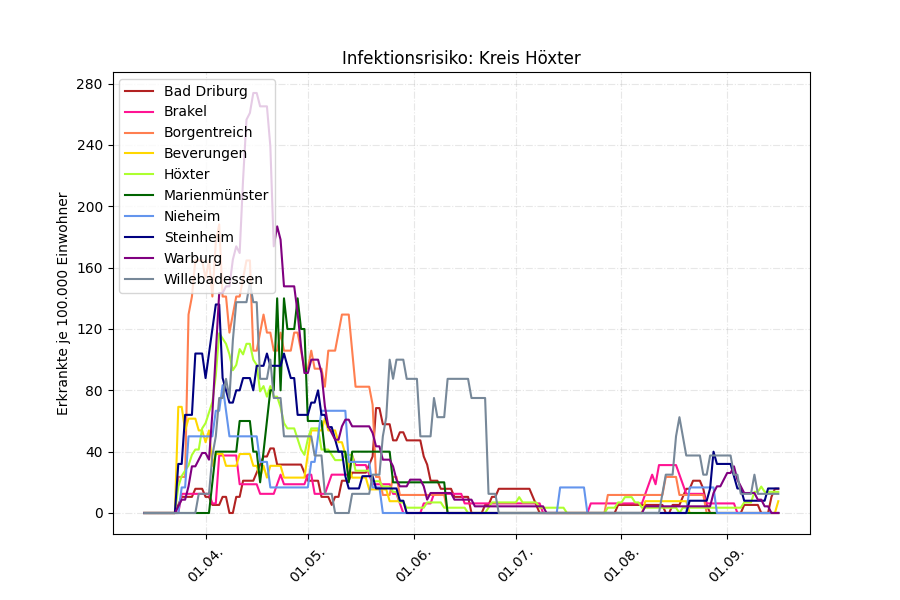 Infektionsrisiko: Kreis Höxter
Erkrankte je 100.000 Einwohner
280
240
200
160
120
80
40
0
Bad Driburg
Brakel
Borgentreich
Beverungen
Höxter
Marienmünster
Nieheim
Steinheim
Warburg
Willebadessen
01.04.
01.05.
01.06.
01.07.
01.08.
01.09.